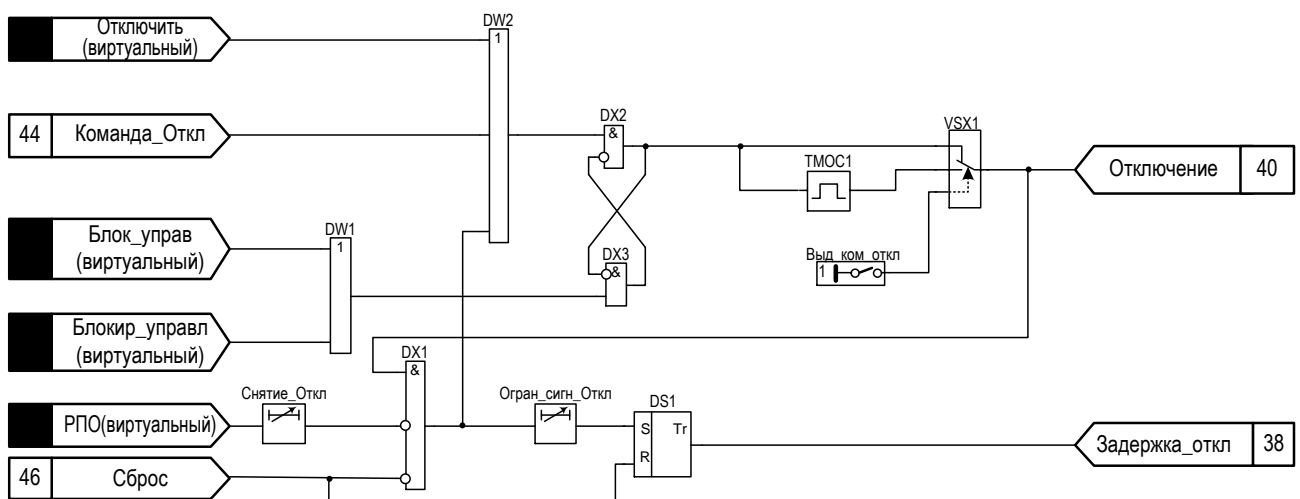 Отключить
(виртуальный)
DW2
1
44 Команда_Откл
DX2
&
VSX1
TMOC1
Отключение 40
Блок_управ
(виртуальный)
DW1
1
DX3
&
Выд_ком_откл
1
Блокир_управл
(виртуальный)
DX1
&
Снятие_Откл
Огран_сигн_Откл
DS1
РПО(виртуальный)
S Tr
R
Задержка_откл 38
46 Сброс